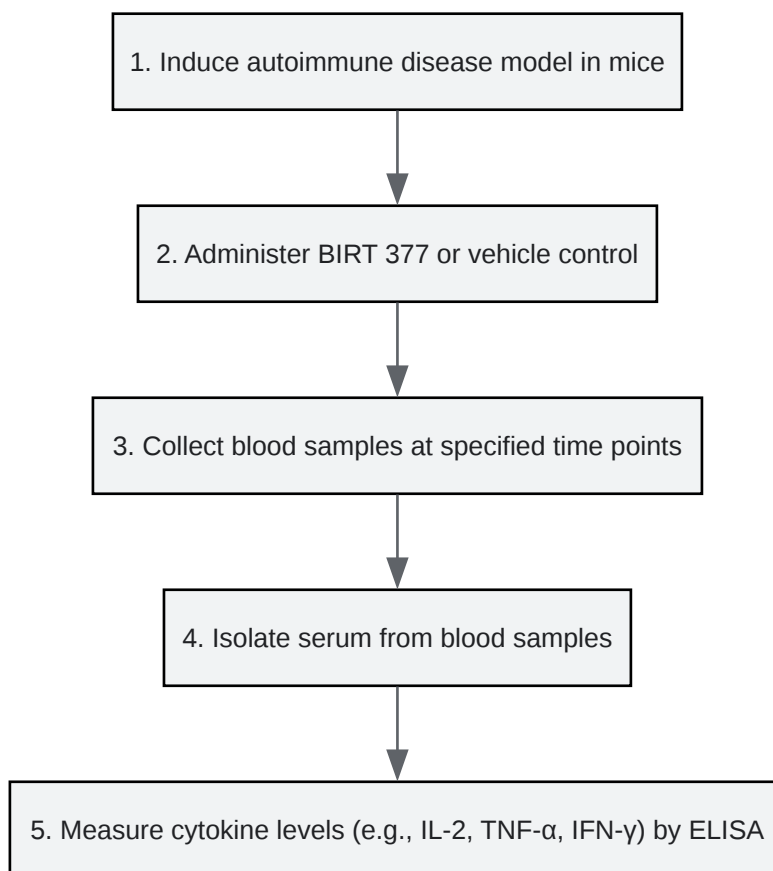 1. Induce autoimmune disease model in mice
2. Administer BIRT 377 or vehicle control
3. Collect blood samples at specified time points
4. Isolate serum from blood samples
5. Measure cytokine levels (e.g., IL-2, TNF-α, IFN-γ) by ELISA